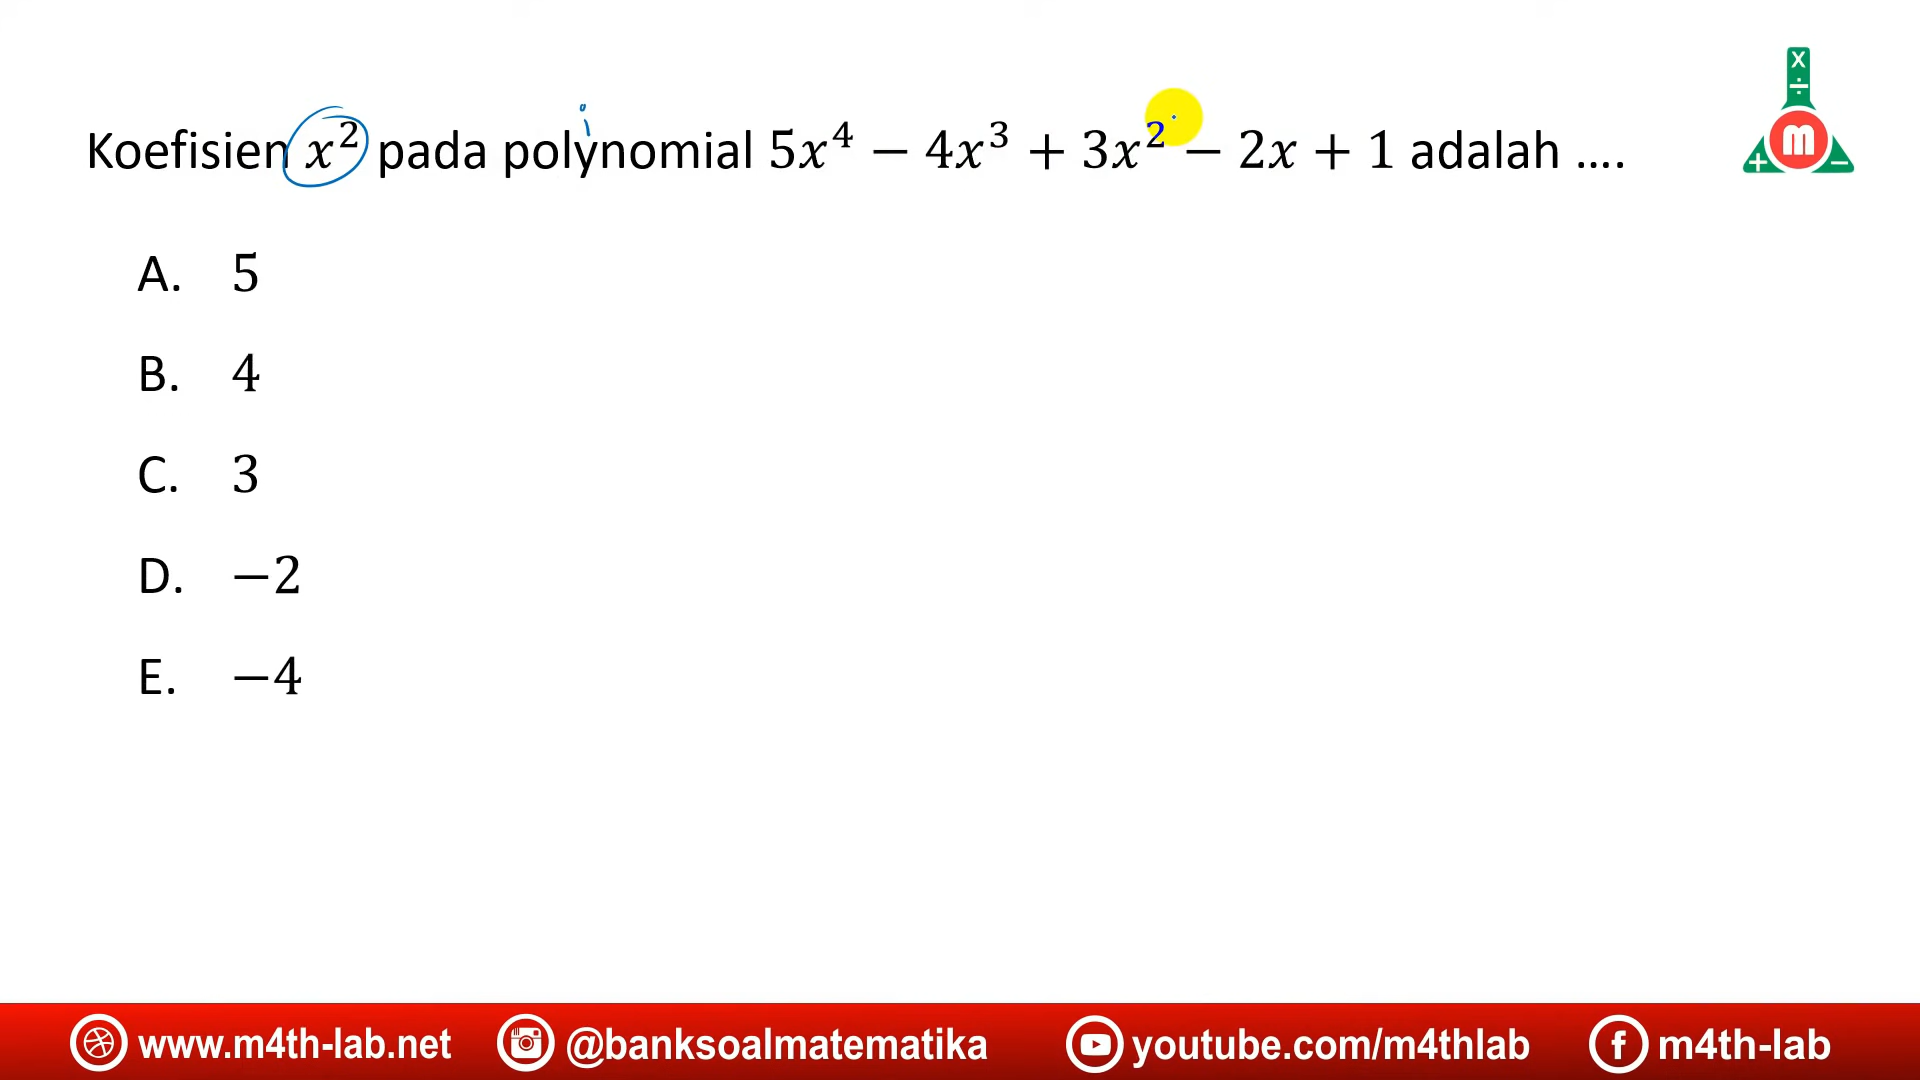 Koefisien x² pada polynomial 5x⁴ − 4x³ + 3x² − 2x + 1 adalah ....
A. 5
B. 4
C. 3
D. −2
E. −4
x
÷
+ m −
www.m4th-lab.net @banksoalmatematika youtube.com/m4thlab f m4th-lab